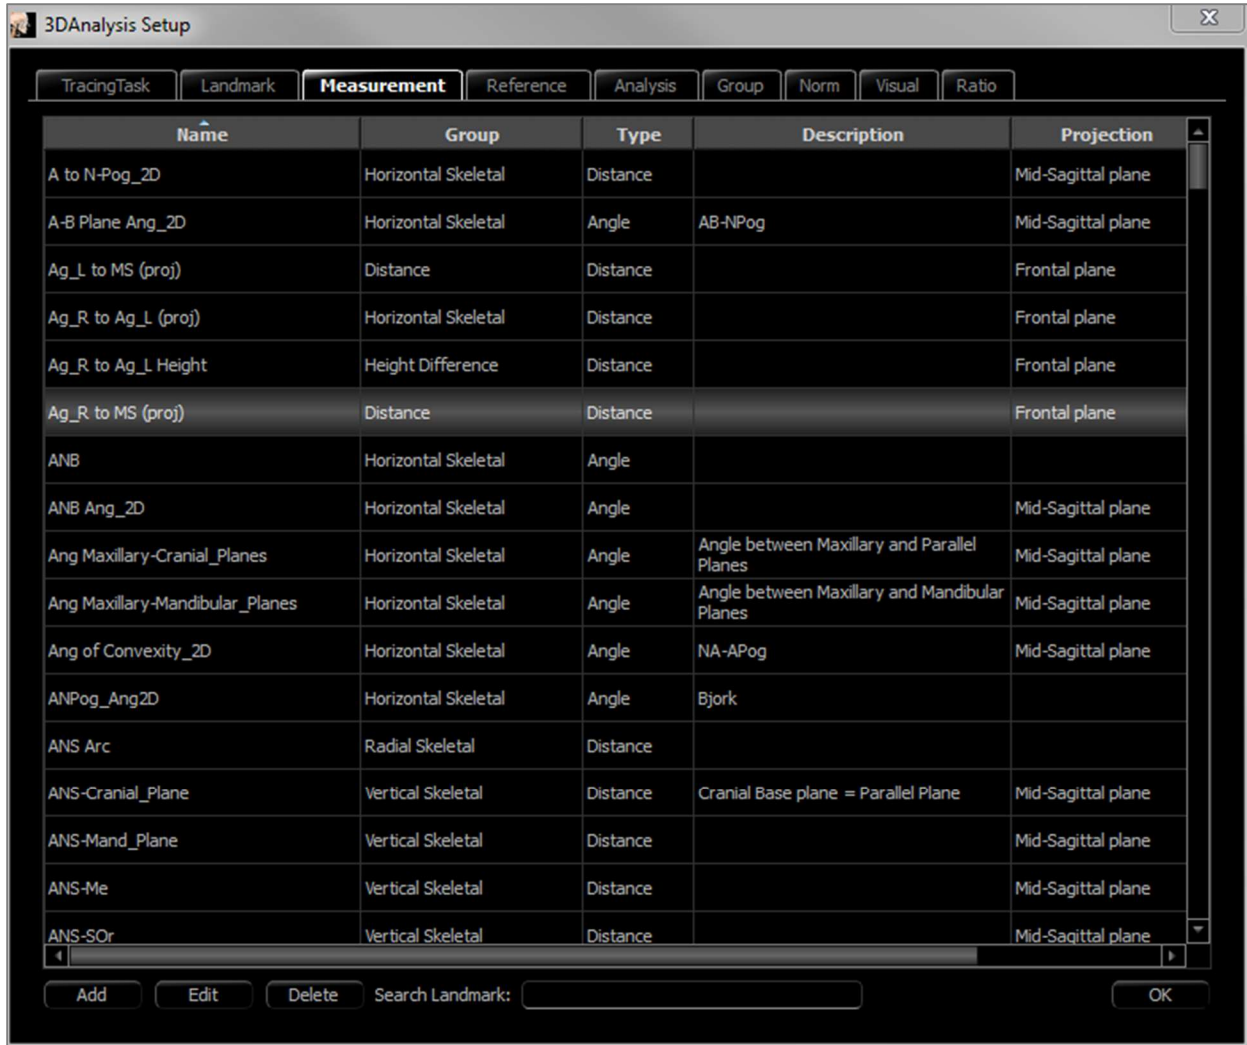 3DAnalysis Setup
TracingTask Landmark Measurement Reference Analysis Group Norm Visual Ratio
Name Group Type Description Projection
A to N-Pog_2D Horizontal Skeletal Distance Mid-Sagittal plane
A-B Plane Ang_2D Horizontal Skeletal Angle AB-NPog Mid-Sagittal plane
Ag_L to MS (proj) Distance Distance Frontal plane
Ag_R to Ag_L (proj) Horizontal Skeletal Distance Frontal plane
Ag_R to Ag_L Height Height Difference Distance Frontal plane
Ag_R to MS (proj) Distance Distance Frontal plane
ANB Horizontal Skeletal Angle
ANB Ang_2D Horizontal Skeletal Angle Mid-Sagittal plane
Ang Maxillary-Cranial_Planes Horizontal Skeletal Angle Angle between Maxillary and Parallel Planes Mid-Sagittal plane
Ang Maxillary-Mandibular_Planes Horizontal Skeletal Angle Angle between Maxillary and Mandibular Planes Mid-Sagittal plane
Ang of Convexity_2D Horizontal Skeletal Angle NA-APog Mid-Sagittal plane
ANPog_Ang2D Horizontal Skeletal Angle Bjork
ANS Arc Radial Skeletal Distance
ANS-Cranial_Plane Vertical Skeletal Distance Cranial Base plane = Parallel Plane Mid-Sagittal plane
ANS-Mand_Plane Vertical Skeletal Distance Mid-Sagittal plane
ANS-Me Vertical Skeletal Distance Mid-Sagittal plane
ANS-SOr Vertical Skeletal Distance Mid-Sagittal plane
Add Edit Delete Search Landmark: OK